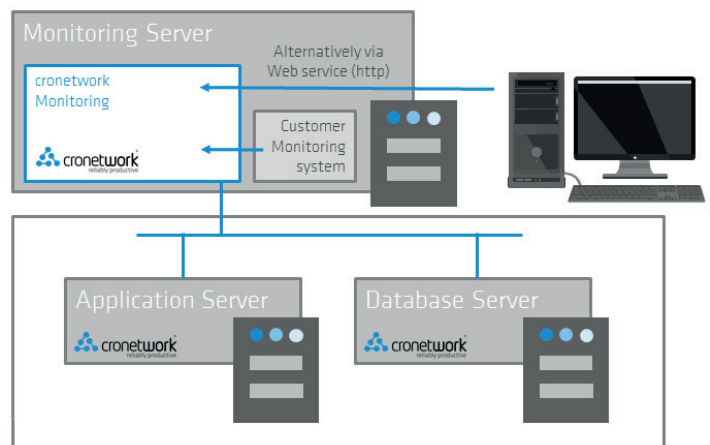 Monitoring Server
Alternatively via
Web service (http)
cronetwork
Monitoring
Customer
Monitoring
system
cronetwork
reliably productive
Application Server
cronetwork
reliably productive
Database Server
cronetwork
reliably productive